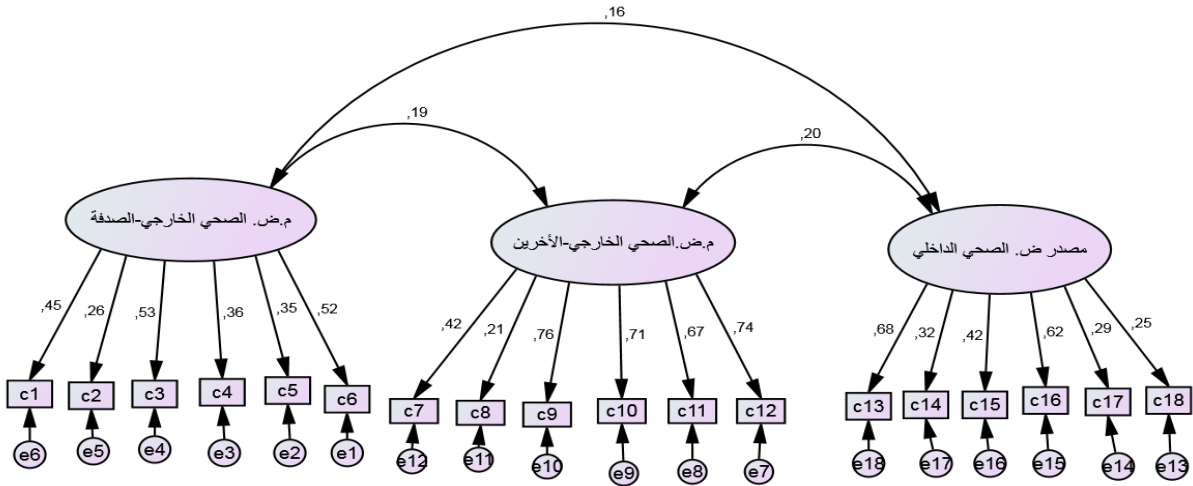 ,16
,19
,20
م.ض. الصحي الخارجي-الصدفة
م.ض.الصحي الخارجي-الأخرين
مصدر ض. الصحي الداخلي
,45
,26
,53
,36
,35
,52
,42
,21
,76
,71
,67
,74
,68
,32
,42
,62
,29
,25
c1
c2
c3
c4
c5
c6
c7
c8
c9
c10
c11
c12
c13
c14
c15
c16
c17
c18
e6
e5
e4
e3
e2
e1
e12
e11
e10
e9
e8
e7
e18
e17
e16
e15
e14
e13